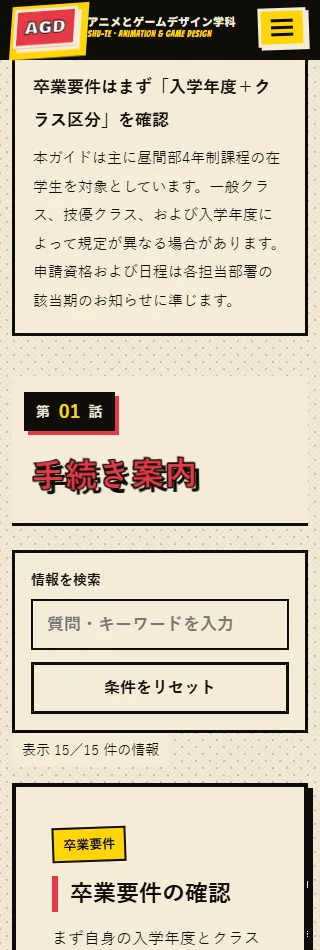 AGD
アニメとゲームデザイン学科
SHU-TE・ANIMATION & GAME DESIGN
卒業要件はまず「入学年度＋ク
ラス区分」を確認
本ガイドは主に昼間部4年制課程の在
学生を対象としています。一般クラ
ス、技優クラス、および入学年度に
よって規定が異なる場合があります。
申請資格および日程は各担当部署の
該当期のお知らせに準じます。
第 01 話
手続き案内
情報を検索
質問・キーワードを入力
条件をリセット
表示 15／15 件の情報
卒業要件
卒業要件の確認
まず自身の入学年度とクラス